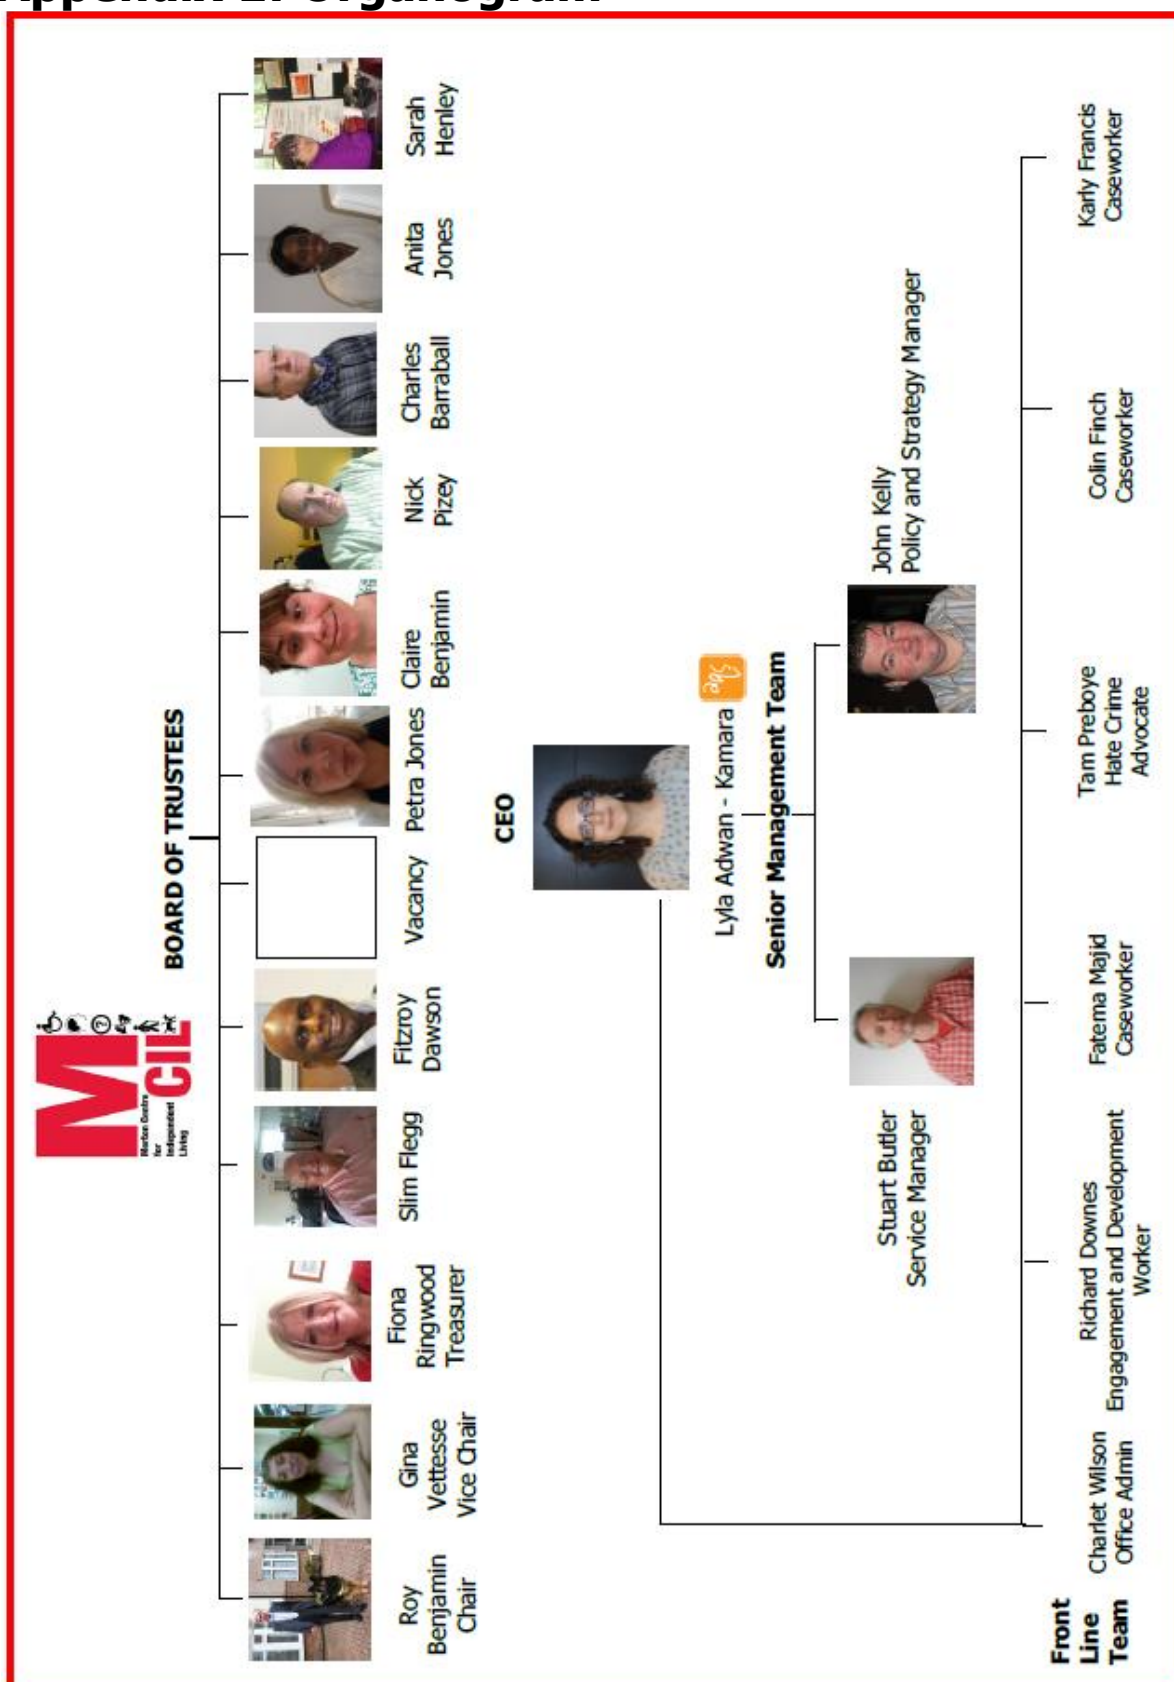 Appendix 2: Organogram
M
CIL
Merton Centre
for
Independent
Living
BOARD OF TRUSTEES
Roy
Benjamin
Chair
Gina
Vettesse
Vice Chair
Fiona
Ringwood
Treasurer
Slim Flegg
Fitzroy
Dawson
Vacancy
Petra Jones
Claire
Benjamin
Nick
Pizey
Charles
Barraball
Anita
Jones
Sarah
Henley
CEO
Lyla Adwan - Kamara
Senior Management Team
Stuart Butler
Service Manager
John Kelly
Policy and Strategy Manager
Front
Line
Team
Charlet Wilson
Office Admin
Richard Downes
Engagement and Development
Worker
Fatema Majid
Caseworker
Tam Preboye
Hate Crime
Advocate
Colin Finch
Caseworker
Karly Francis
Caseworker